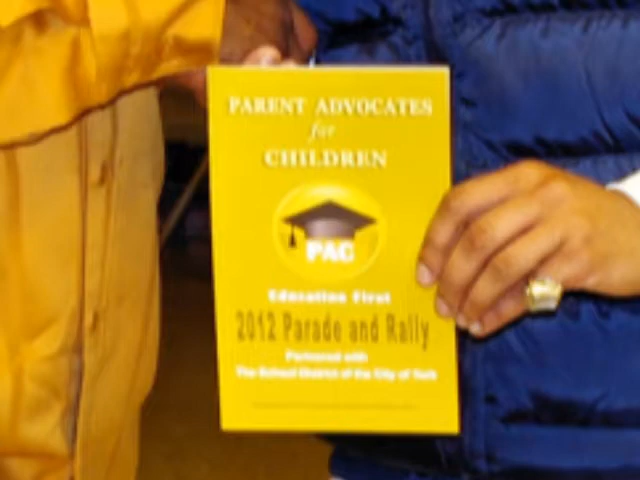 PARENT ADVOCATES
for
CHILDREN
PAC
Education First
2012 Parade and Rally
Partnered with
The School District of the City of York